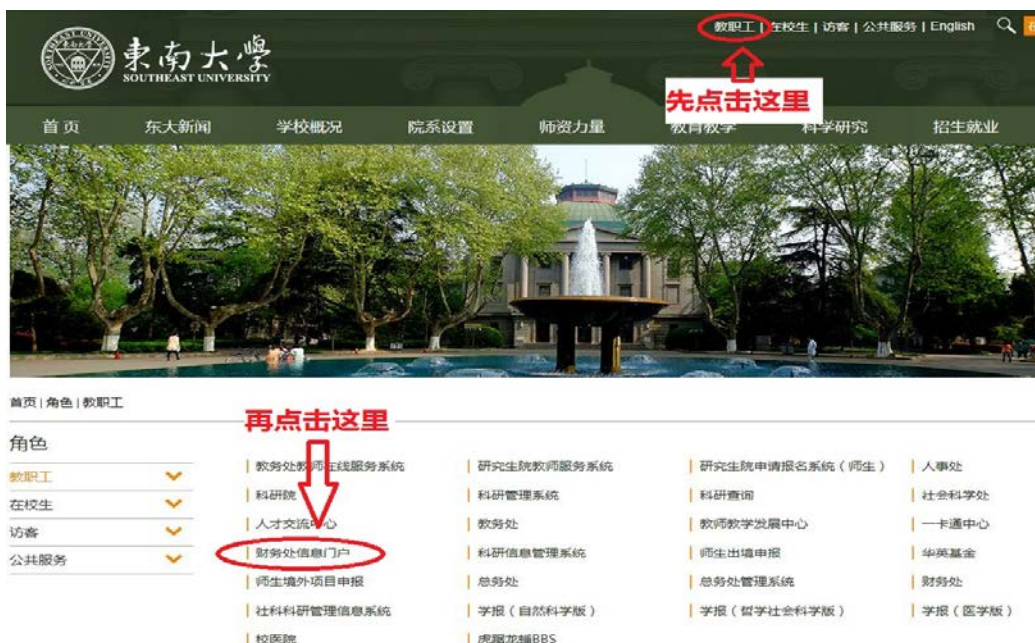 教职工 | 在校生 | 访客 | 公共服务 | English
東南大學
SOUTHEAST UNIVERSITY
先点击这里
首页 东大新闻 学校概况 院系设置 师资力量 教育教学 科学研究 招生就业
首页 | 角色 | 教职工
再点击这里
角色
教职工
在校生
访客
公共服务
教务处教师在线服务系统 研究生院教师服务系统 研究生院申请报名系统(师生) 人事处
科研院 科研管理系统 科研查询 社会科学处
人才交流中心 教务处 教师教学发展中心 一卡通中心
财务处信息门户 科研信息管理系统 师生出境申报 华英基金
师生境外项目申报 总务处 总务处管理系统 财务处
社科科研管理信息系统 学报(自然科学版) 学报(哲学社会科学版) 学报(医学版)
校医院 虎踞龙蟠BBS